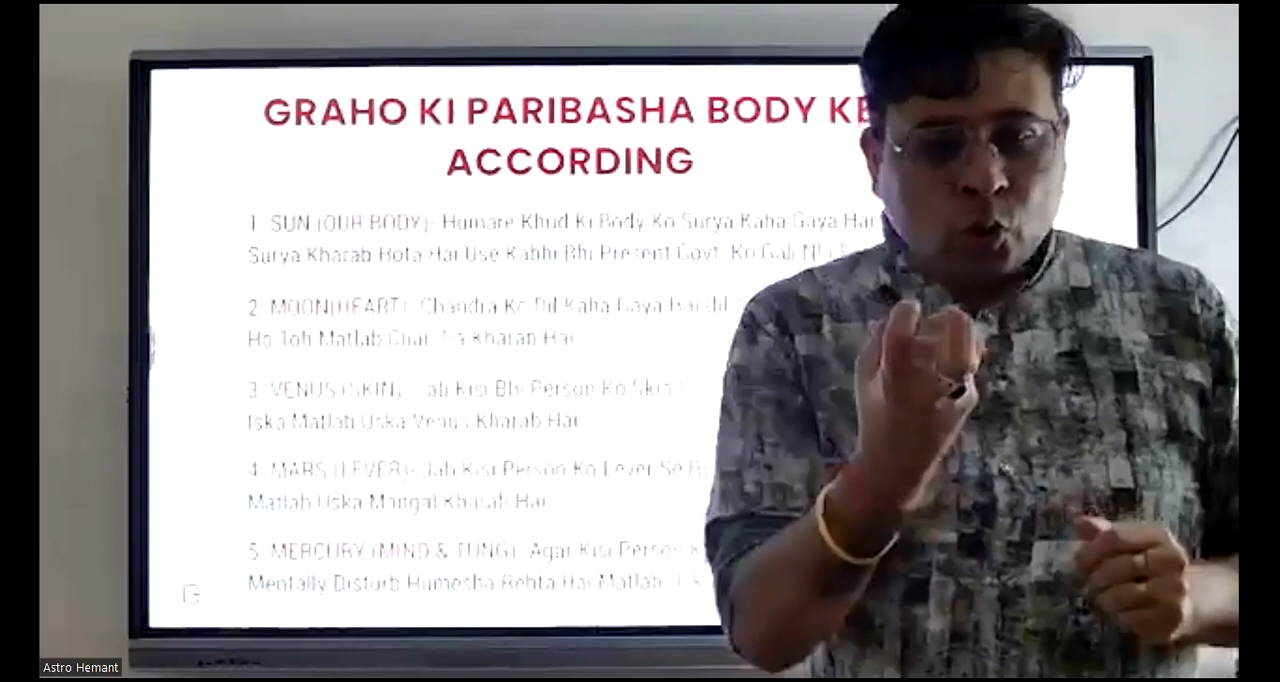 GRAHO KI PARIBASHA BODY KE
ACCORDING
1. SUN (OUR BODY)- Humare Khud Ki Body Ko Surya Kaha Gaya Hai
Surya Kharab Hota Hai Use Kabhi Bhi Present Govt. Ko Gali Nhi
2. MOON(HEART)- Chandra Ko Dil Kaha Gaya Hai dil
Ho Toh Matlab Chandra Kharab Hai
3. VENUS (SKIN)- Jab Kisi Bhi Person Ko Skin
Iska Matlab Uska Venus Kharab Hai
4. MARS (LEVER)- Jab Kisi Person Ko Lever Se
Matlab Uska Mangal Kharab Hai
5. MERCURY (MIND & TUNG)- Agar Kisi Person
Mentally Disturb Humesha Rehta Hai Matlab
Astro Hemant